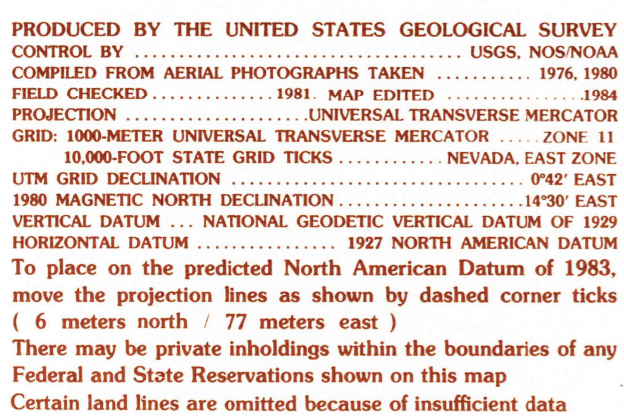 PRODUCED BY THE UNITED STATES GEOLOGICAL SURVEY
CONTROL BY ........................................ USGS, NOS/NOAA
COMPILED FROM AERIAL PHOTOGRAPHS TAKEN ........... 1976, 1980
FIELD CHECKED ............... 1981. MAP EDITED ............... 1984
PROJECTION ...................... UNIVERSAL TRANSVERSE MERCATOR
GRID: 1000-METER UNIVERSAL TRANSVERSE MERCATOR ..... ZONE 11
10,000-FOOT STATE GRID TICKS ............ NEVADA, EAST ZONE
UTM GRID DECLINATION .................................. 0°42′ EAST
1980 MAGNETIC NORTH DECLINATION ..................... 14°30′ EAST
VERTICAL DATUM ... NATIONAL GEODETIC VERTICAL DATUM OF 1929
HORIZONTAL DATUM ................ 1927 NORTH AMERICAN DATUM
To place on the predicted North American Datum of 1983,
move the projection lines as shown by dashed corner ticks
( 6 meters north / 77 meters east )
There may be private inholdings within the boundaries of any
Federal and State Reservations shown on this map
Certain land lines are omitted because of insufficient data